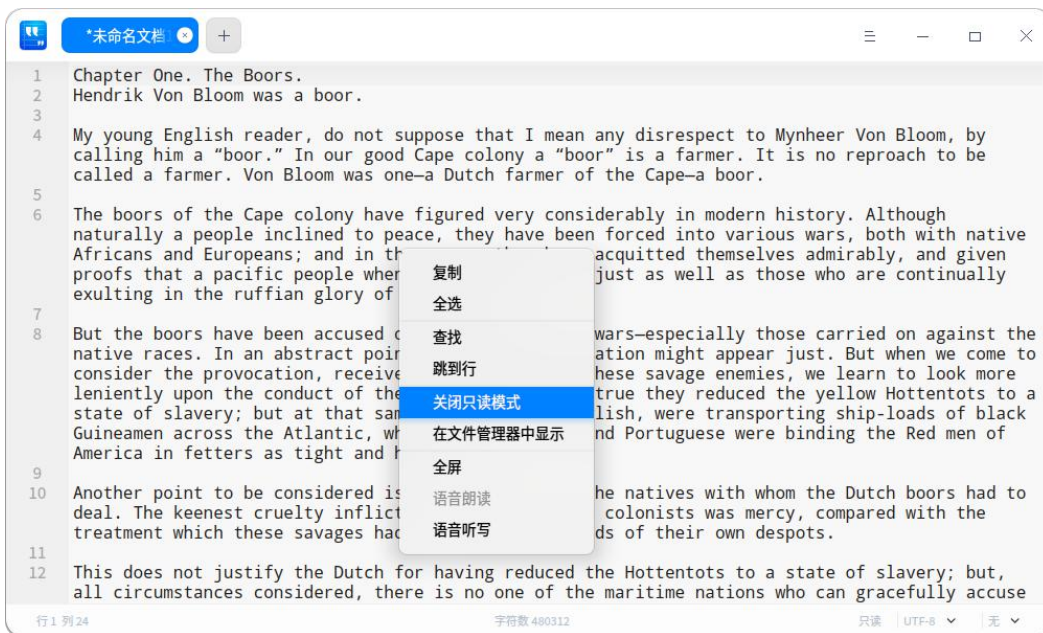 *未命名文档
1 Chapter One. The Boors.
2 Hendrik Von Bloom was a boor.
3
4 My young English reader, do not suppose that I mean any disrespect to Mynheer Von Bloom, by
calling him a “boor.” In our good Cape colony a “boor” is a farmer. It is no reproach to be
called a farmer. Von Bloom was one—a Dutch farmer of the Cape—a boor.
5
6 The boors of the Cape colony have figured very considerably in modern history. Although
naturally a people inclined to peace, they have been forced into various wars, both with native
Africans and Europeans; and in acquitted themselves admirably, and given
proofs that a pacific people just as well as those who are continually
exulting in the ruffian glory of
7
8 But the boors have been accused wars—especially those carried on against the
native races. In an abstract might appear just. But when we come to
consider the provocation, these savage enemies, we learn to look more
leniently upon the conduct of true they reduced the yellow Hottentots to a
state of slavery; but at that were transporting ship-loads of black
Guineamen across the Atlantic, Portuguese were binding the Red men of
America in fetters as tight and
9
10 Another point to be considered is the natives with whom the Dutch boors had to
deal. The keenest cruelty colonists was mercy, compared with the
treatment which these savages of their own despots.
11
12 This does not justify the Dutch for having reduced the Hottentots to a state of slavery; but,
all circumstances considered, there is no one of the maritime nations who can gracefully accuse
复制
全选
查找
跳到行
关闭只读模式
在文件管理器中显示
全屏
语音朗读
语音听写
行1 列24 字符数 480312 只读 UTF-8 无